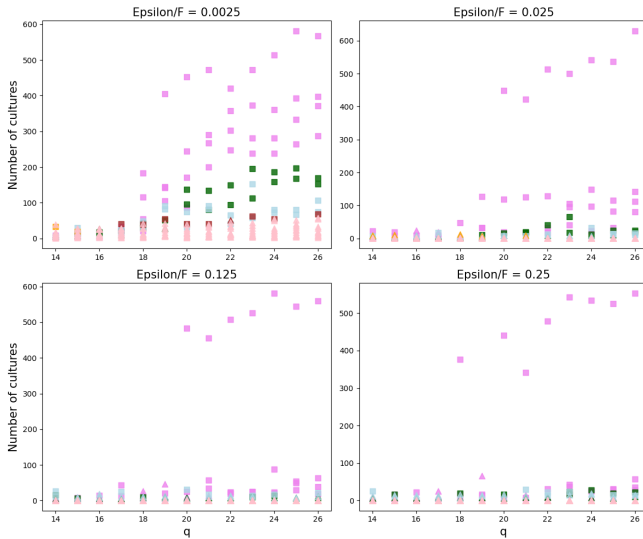 Epsilon/F = 0.0025
Number of cultures
600
500
400
300
200
100
0
14 16 18 20 22 24 26
Epsilon/F = 0.025
600
500
400
300
200
100
0
14 16 18 20 22 24 26
Epsilon/F = 0.125
Number of cultures
600
500
400
300
200
100
0
14 16 18 20 22 24 26
q
Epsilon/F = 0.25
500
400
300
200
100
0
14 16 18 20 22 24 26
q